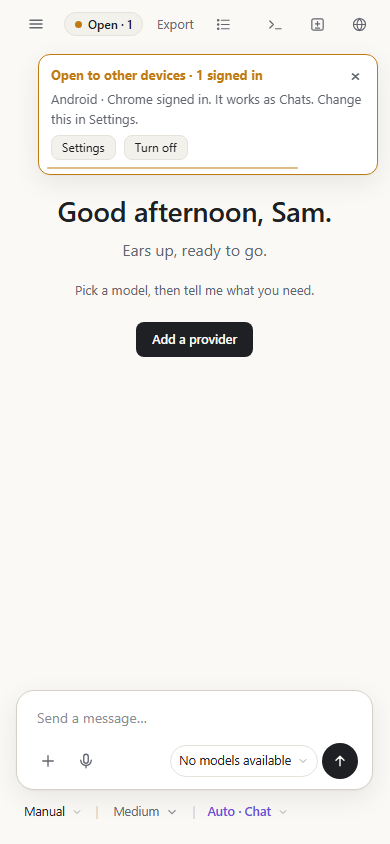 Open · 1
Export
Open to other devices · 1 signed in
Android · Chrome signed in. It works as Chats. Change
this in Settings.
Settings
Turn off
Good afternoon, Sam.
Ears up, ready to go.
Pick a model, then tell me what you need.
Add a provider
Send a message...
No models available
Manual
Medium
Auto · Chat